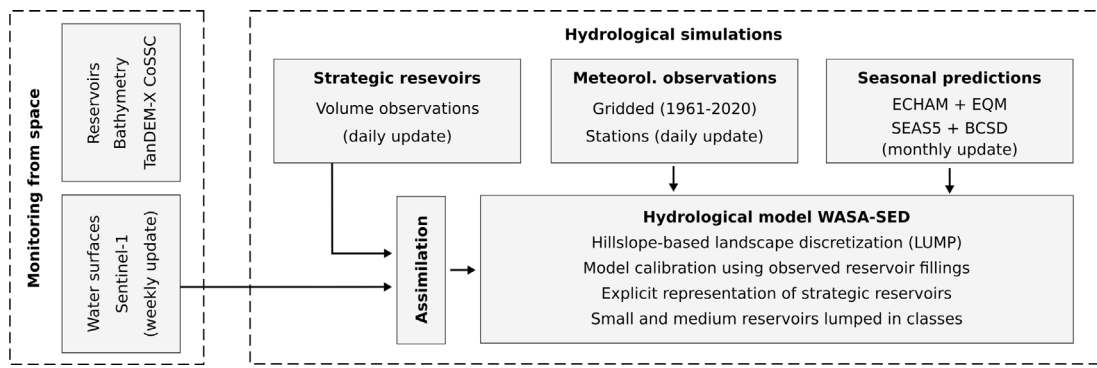 Monitoring from space
Reservoirs
Bathymetry
TanDEM-X CoSSC
Water surfaces
Sentinel-1
(weekly update)
Hydrological simulations
Strategic resevoirs
Volume observations
(daily update)
Meteorol. observations
Gridded (1961-2020)
Stations (daily update)
Seasonal predictions
ECHAM + EQM
SEAS5 + BCSD
(monthly update)
Assimilation
Hydrological model WASA-SED
Hillslope-based landscape discretization (LUMP)
Model calibration using observed reservoir fillings
Explicit representation of strategic reservoirs
Small and medium reservoirs lumped in classes